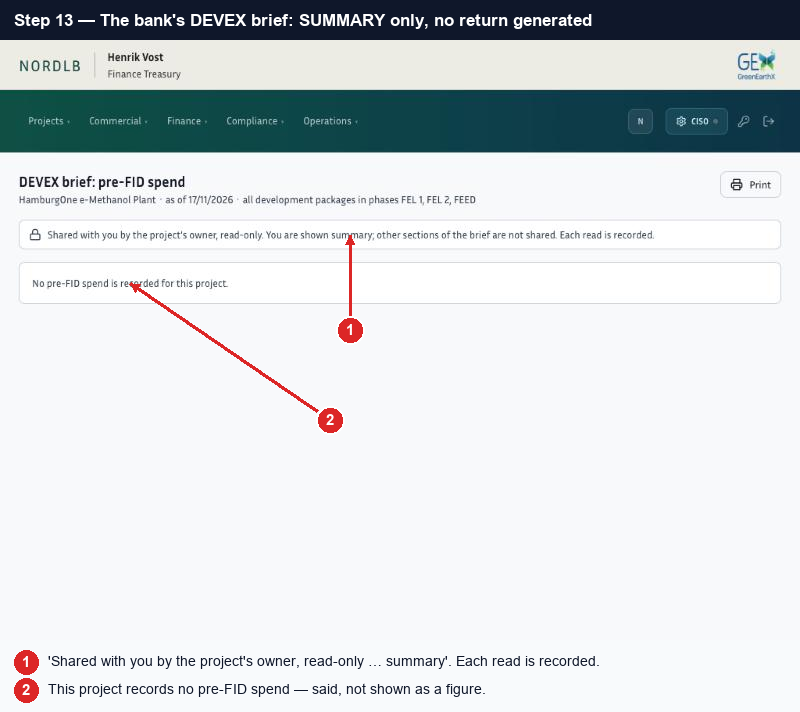 Step 13 — The bank's DEVEX brief: SUMMARY only, no return generated
NORDLB
Henrik Vost
Finance Treasury
GEX
GreenEarthX
Projects
Commercial
Finance
Compliance
Operations
N
CISO
DEVEX brief: pre-FID spend
HamburgOne e-Methanol Plant · as of 17/11/2026 · all development packages in phases FEL 1, FEL 2, FEED
Print
Shared with you by the project's owner, read-only. You are shown summary; other sections of the brief are not shared. Each read is recorded.
No pre-FID spend is recorded for this project.
1
2
1 'Shared with you by the project's owner, read-only … summary'. Each read is recorded.
2 This project records no pre-FID spend — said, not shown as a figure.